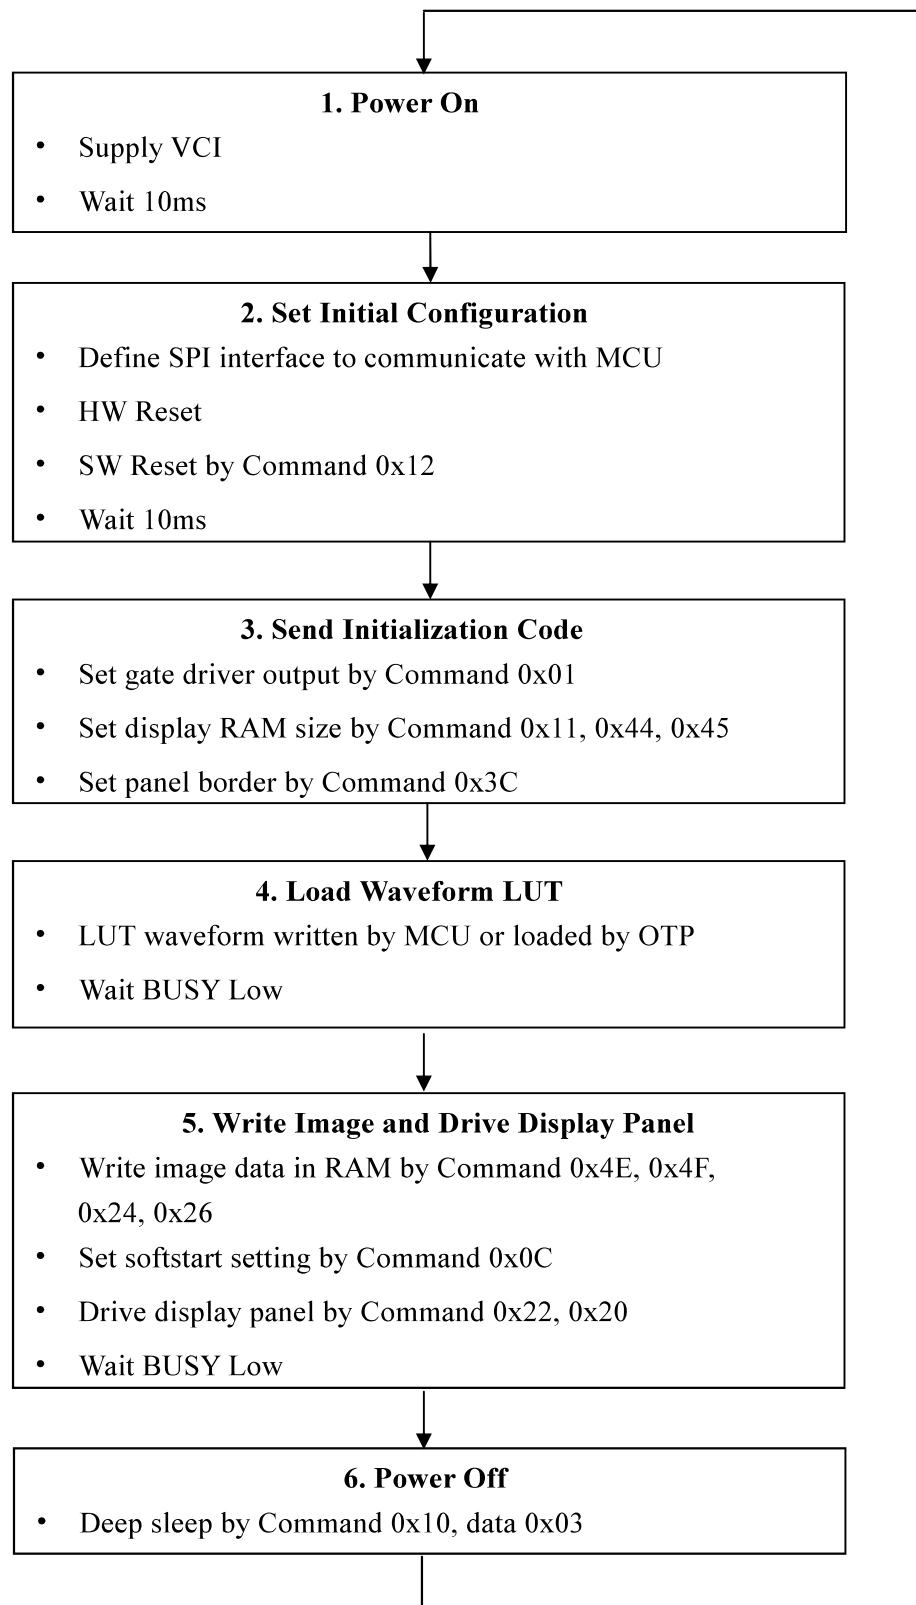 1. Power On
• Supply VCI
• Wait 10ms
2. Set Initial Configuration
• Define SPI interface to communicate with MCU
• HW Reset
• SW Reset by Command 0x12
• Wait 10ms
3. Send Initialization Code
• Set gate driver output by Command 0x01
• Set display RAM size by Command 0x11, 0x44, 0x45
• Set panel border by Command 0x3C
4. Load Waveform LUT
• LUT waveform written by MCU or loaded by OTP
• Wait BUSY Low
5. Write Image and Drive Display Panel
• Write image data in RAM by Command 0x4E, 0x4F,
0x24, 0x26
• Set softstart setting by Command 0x0C
• Drive display panel by Command 0x22, 0x20
• Wait BUSY Low
6. Power Off
• Deep sleep by Command 0x10, data 0x03